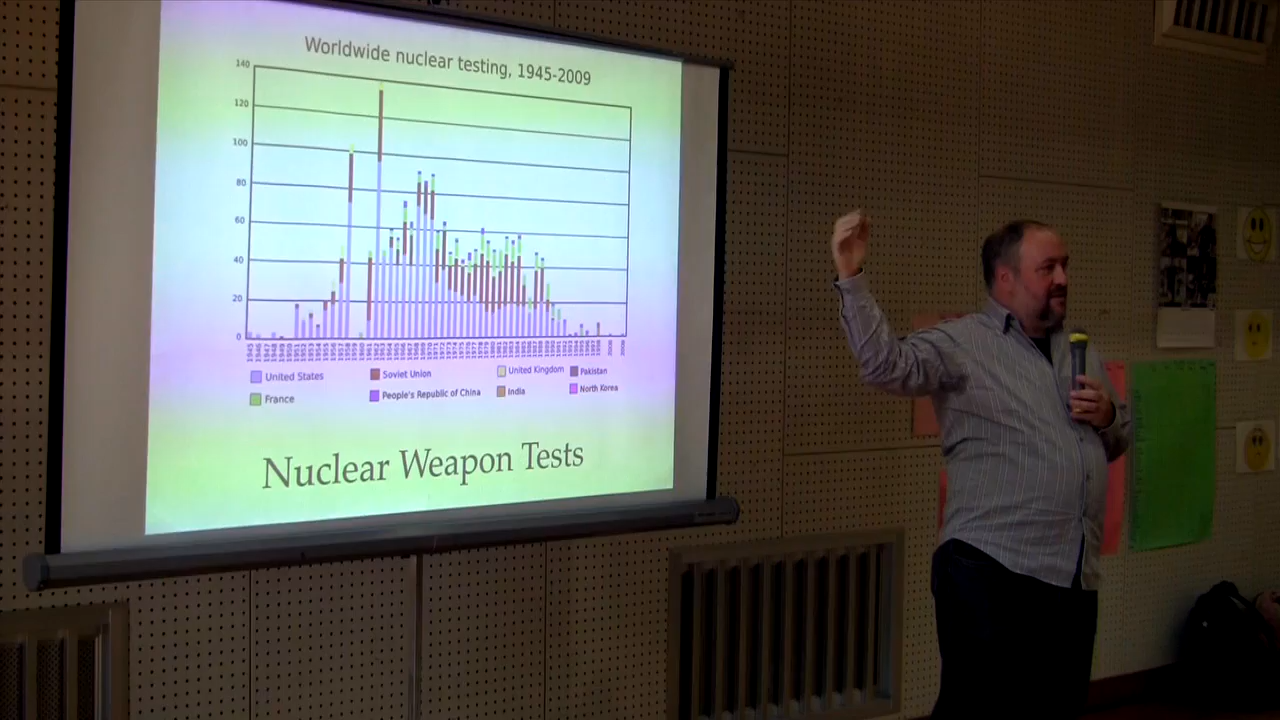 Worldwide nuclear testing, 1945-2009
140
120
100
80
60
40
20
0
United States
Soviet Union
United Kingdom
Pakistan
France
People's Republic of China
India
North Korea
Nuclear Weapon Tests